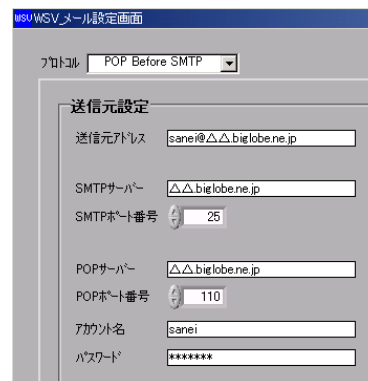 WSV WSV_メール設定画面
ﾌﾟﾛﾄｺﾙ POP Before SMTP
送信元設定
送信元ｱﾄﾞﾚｽ sanei@△△.biglobe.ne.jp
SMTPｻｰﾊﾞｰ △△.biglobe.ne.jp
SMTPﾎﾟｰﾄ番号 25
POPｻｰﾊﾞｰ △△.biglobe.ne.jp
POPﾎﾟｰﾄ番号 110
ｱｶｳﾝﾄ名 sanei
ﾊﾟｽﾜｰﾄﾞ *******